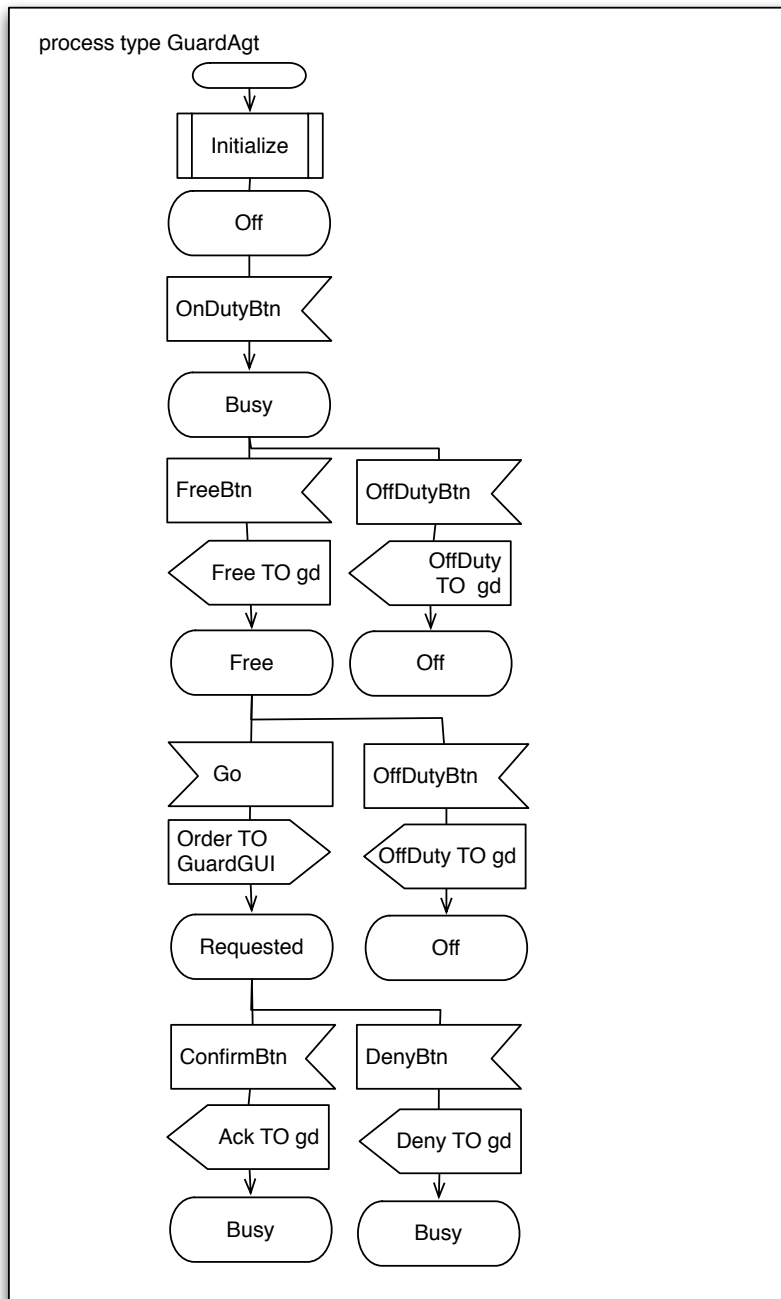 process type GuardAgt
Initialize
Off
OnDutyBtn
Busy
FreeBtn
OffDutyBtn
Free TO gd
OffDuty
TO gd
Free
Off
Go
OffDutyBtn
Order TO
GuardGUI
OffDuty TO gd
Requested
Off
ConfirmBtn
DenyBtn
Ack TO gd
Deny TO gd
Busy
Busy